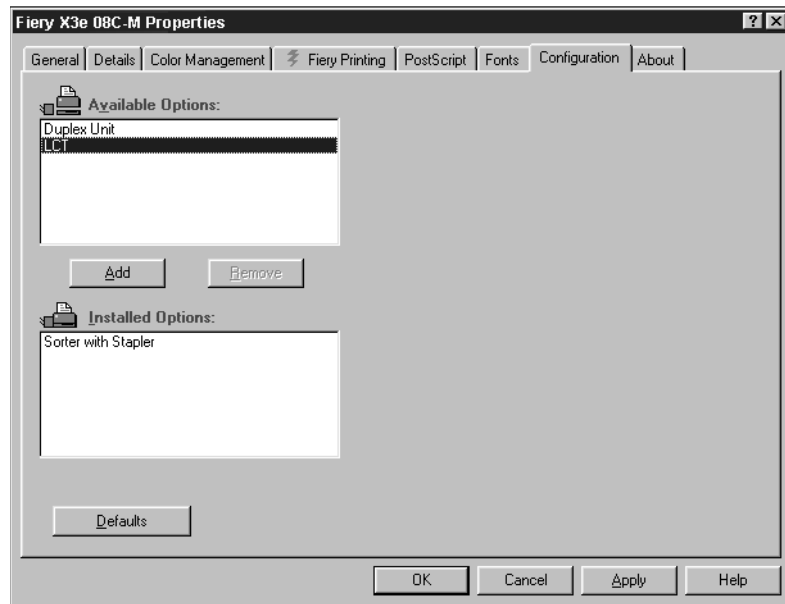 Fiery X3e 08C-M Properties
General Details Color Management Fiery Printing PostScript Fonts Configuration About
Available Options:
Duplex Unit
LCT
Add Remove
Installed Options:
Sorter with Stapler
Defaults
OK Cancel Apply Help